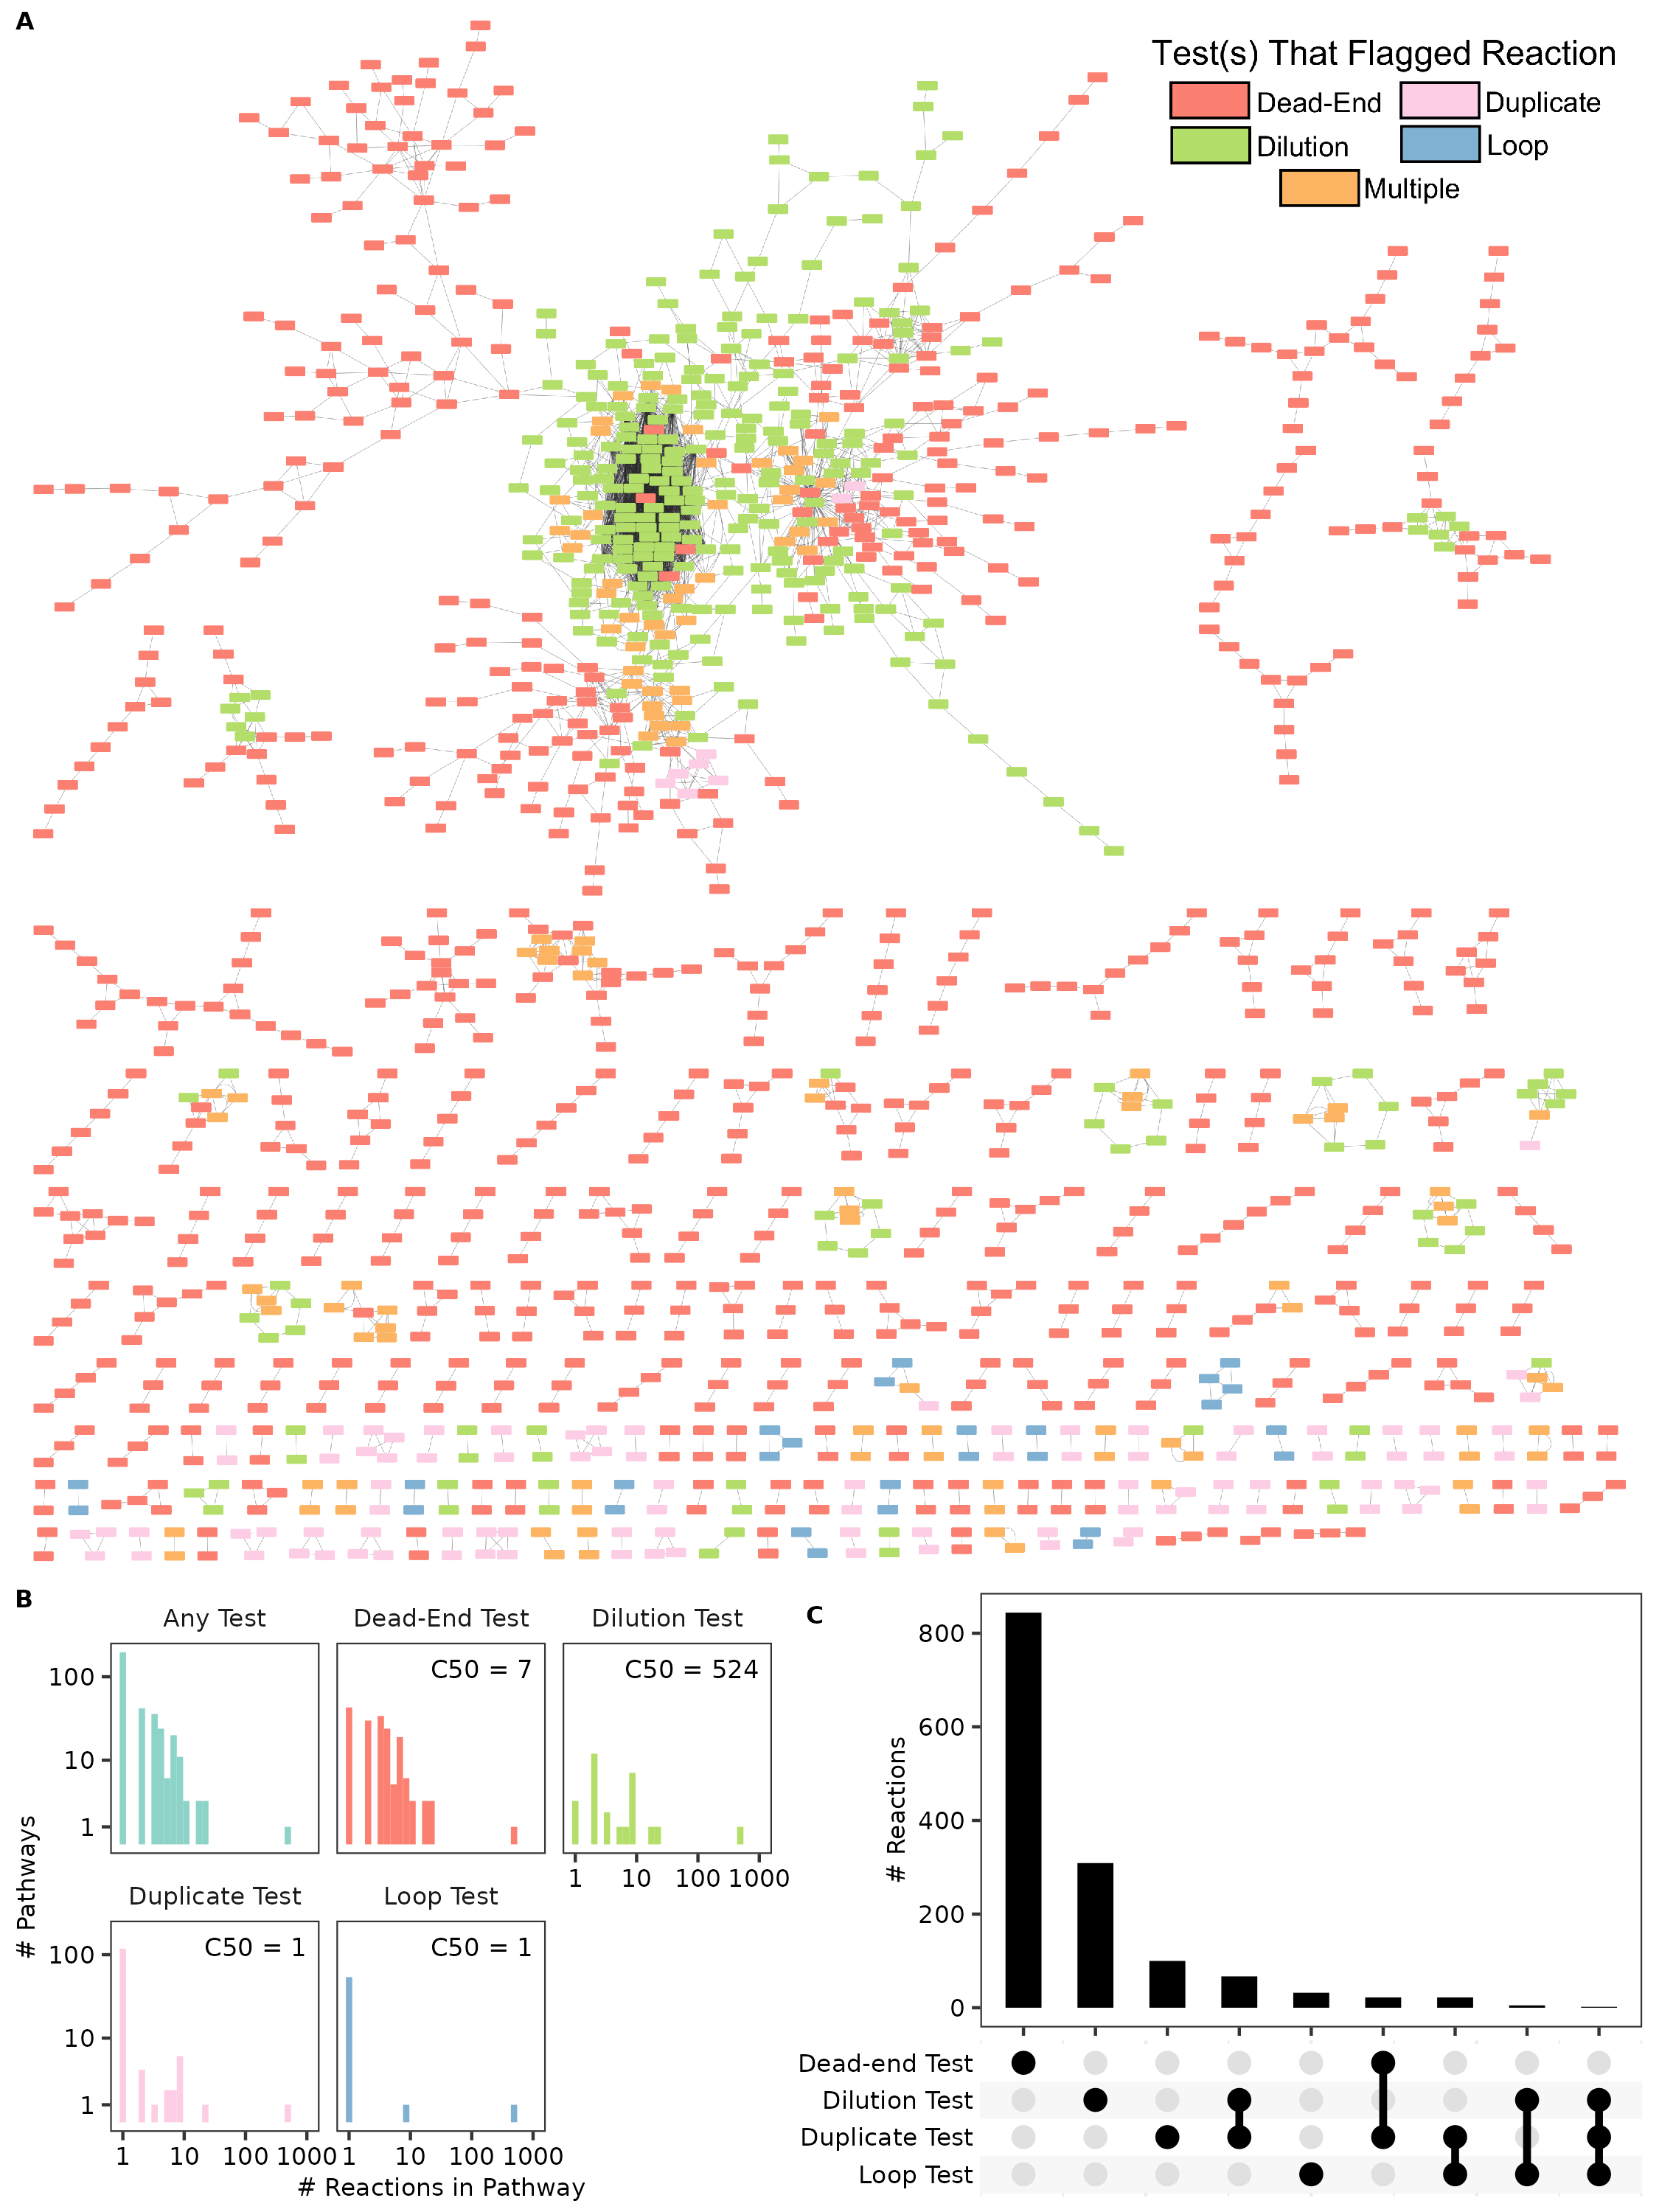 A
Test(s) That Flagged Reaction
Dead-End
Duplicate
Dilution
Loop
Multiple
B
Any Test
Dead-End Test
Dilution Test
C50 = 7
C50 = 524
100
10
1
1 10 100 1000
Duplicate Test
Loop Test
C50 = 1
C50 = 1
100
10
1
1 10 100 1000
1 10 100 1000
# Pathways
# Reactions in Pathway
C
800
600
400
200
0
# Reactions
Dead-end Test
Dilution Test
Duplicate Test
Loop Test